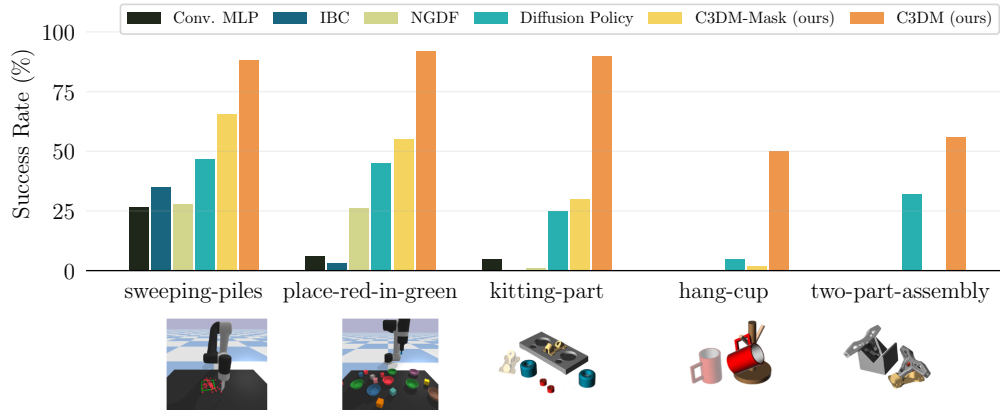 Conv. MLP IBC NGDF Diffusion Policy C3DM-Mask (ours) C3DM (ours)
Success Rate (%)
100
75
50
25
0
sweeping-piles place-red-in-green kitting-part hang-cup two-part-assembly